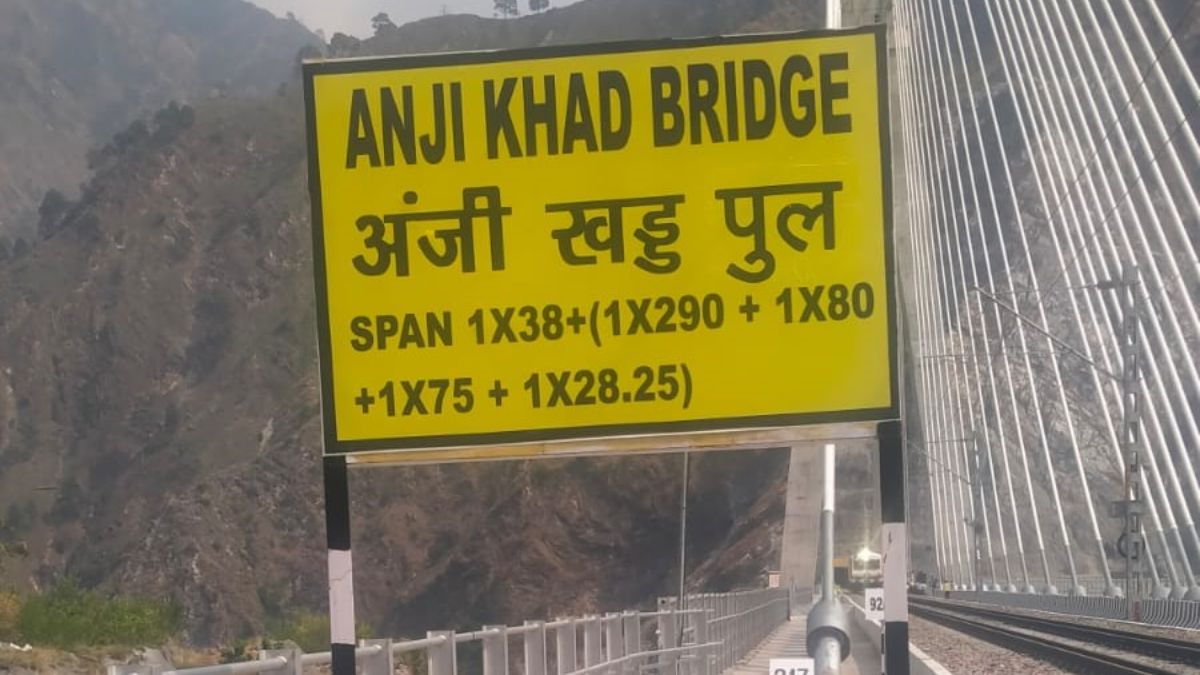 ANJI KHAD BRIDGE
अंजी खड्ड पुल
SPAN 1X38+(1X290 + 1X80
+1X75 + 1X28.25)